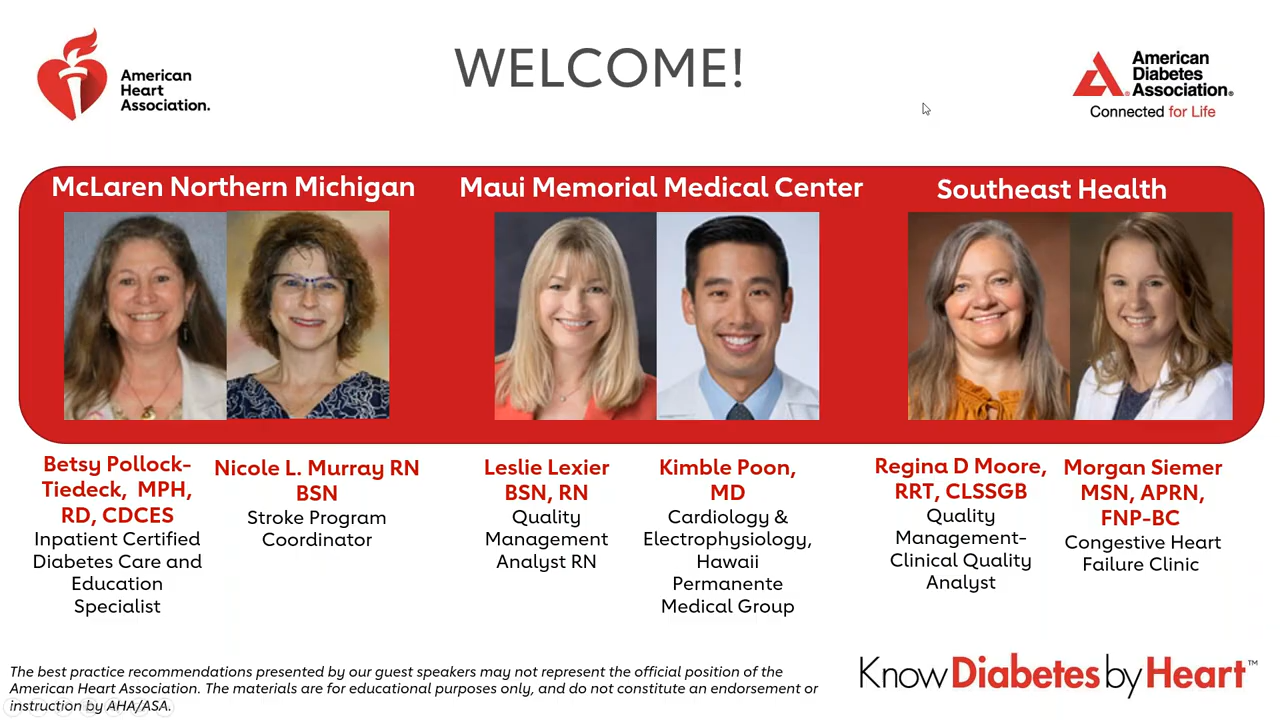 American
Heart
Association.
WELCOME!
American
Diabetes
Association®
Connected for Life
McLaren Northern Michigan
Maui Memorial Medical Center
Southeast Health
Betsy Pollock-
Tiedeck, MPH,
RD, CDCES
Inpatient Certified
Diabetes Care and
Education
Specialist
Nicole L. Murray RN
BSN
Stroke Program
Coordinator
Leslie Lexier
BSN, RN
Quality
Management
Analyst RN
Kimble Poon,
MD
Cardiology &
Electrophysiology,
Hawaii
Permanente
Medical Group
Regina D Moore,
RRT, CLSSGB
Quality
Management-
Clinical Quality
Analyst
Morgan Siemer
MSN, APRN,
FNP-BC
Congestive Heart
Failure Clinic
The best practice recommendations presented by our guest speakers may not represent the official position of the
American Heart Association. The materials are for educational purposes only, and do not constitute an endorsement or
instruction by AHA/ASA.
Know Diabetes by Heart™